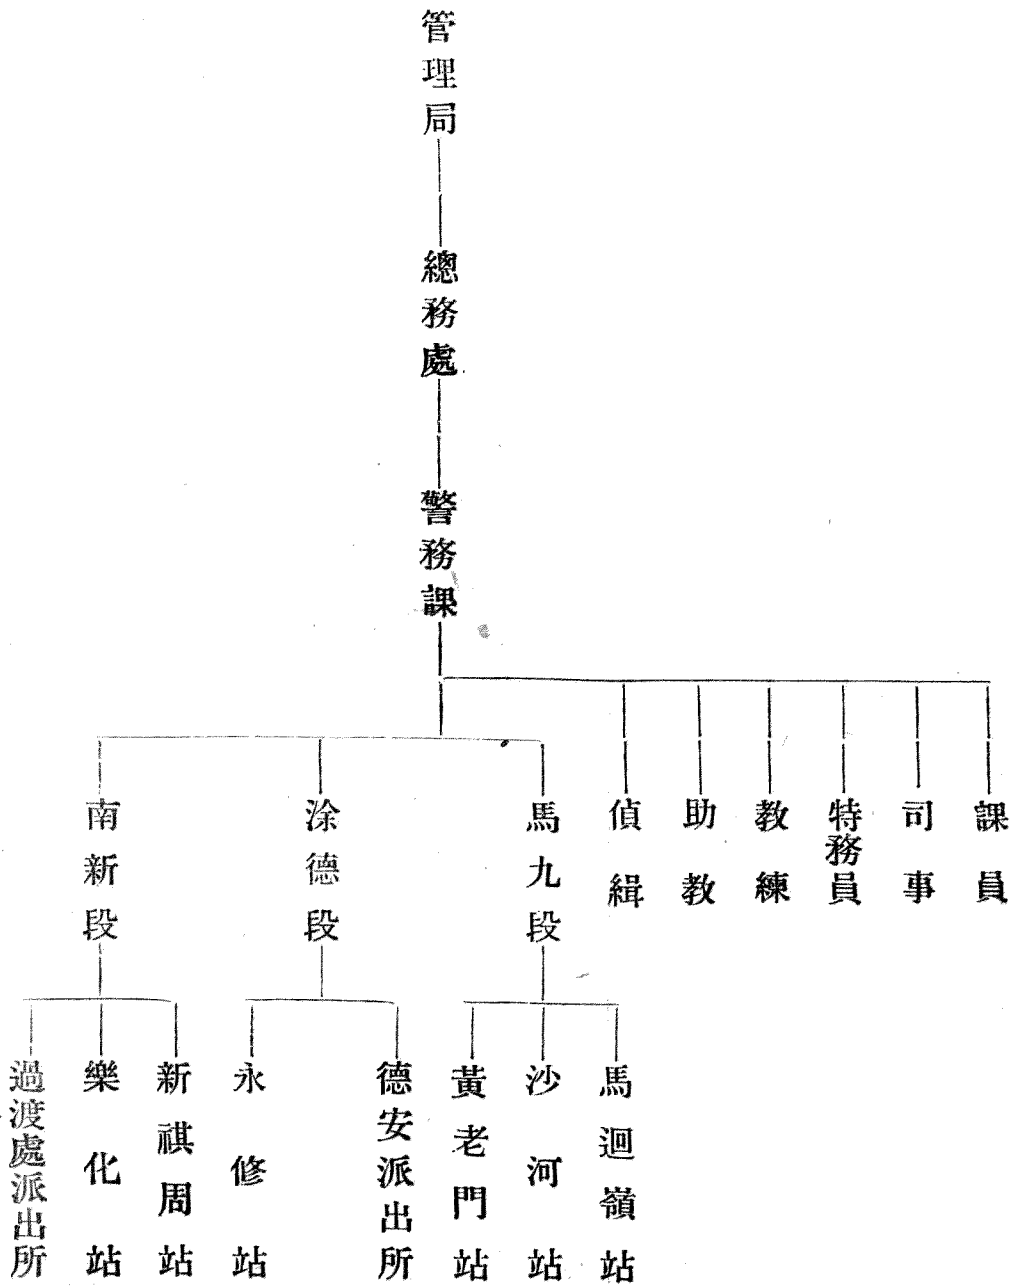 管理局
總務處
警務課
課員
司事
特務員
教練
助教
偵緝
馬九段
涂德段
南新段
馬迴嶺站
沙河站
黃老門站
德安派出所
永修站
新祺周站
樂化站
過渡處派出所